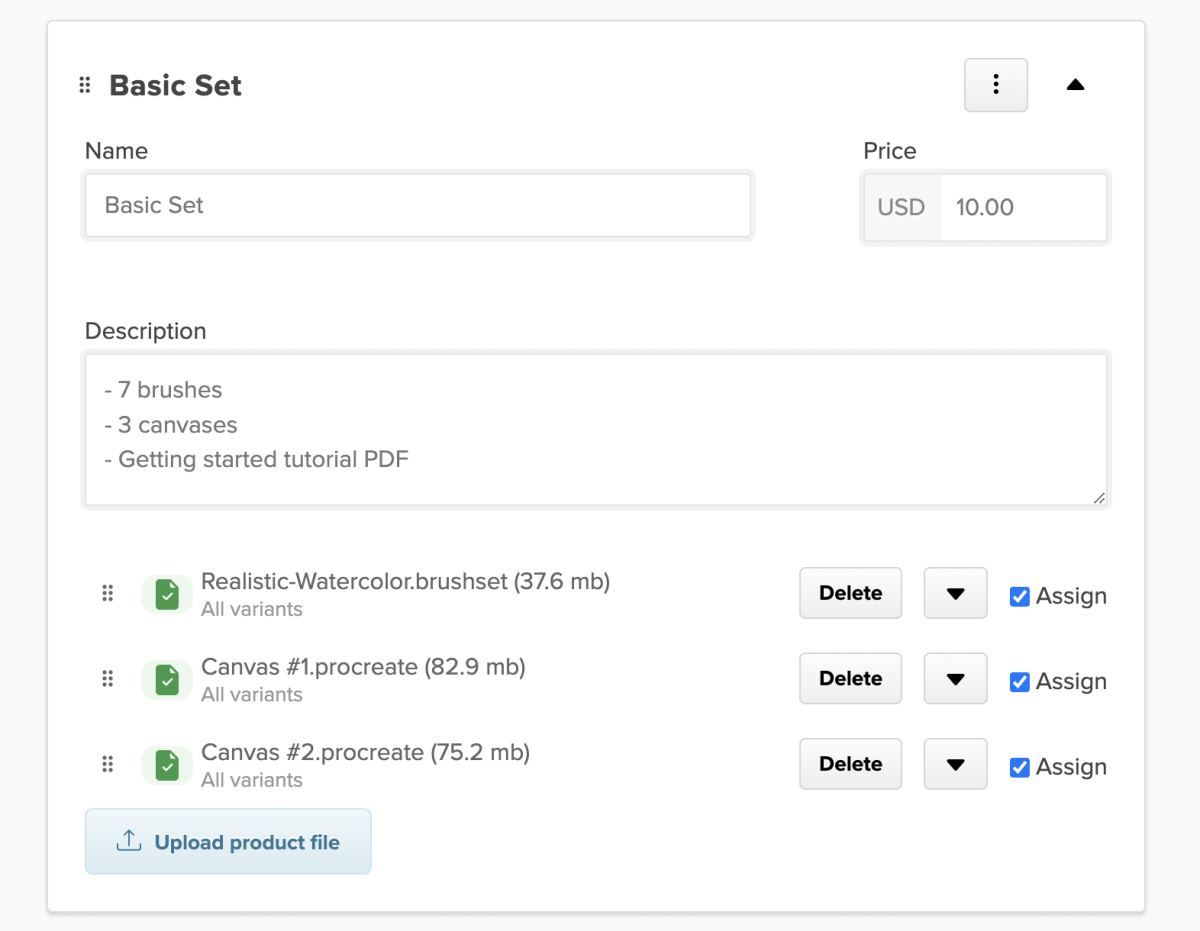 Basic Set
Name
Price
Basic Set
USD 10.00
Description
- 7 brushes
- 3 canvases
- Getting started tutorial PDF
Realistic-Watercolor.brushset (37.6 mb)
All variants
Delete
Assign
Canvas #1.procreate (82.9 mb)
All variants
Delete
Assign
Canvas #2.procreate (75.2 mb)
All variants
Delete
Assign
Upload product file